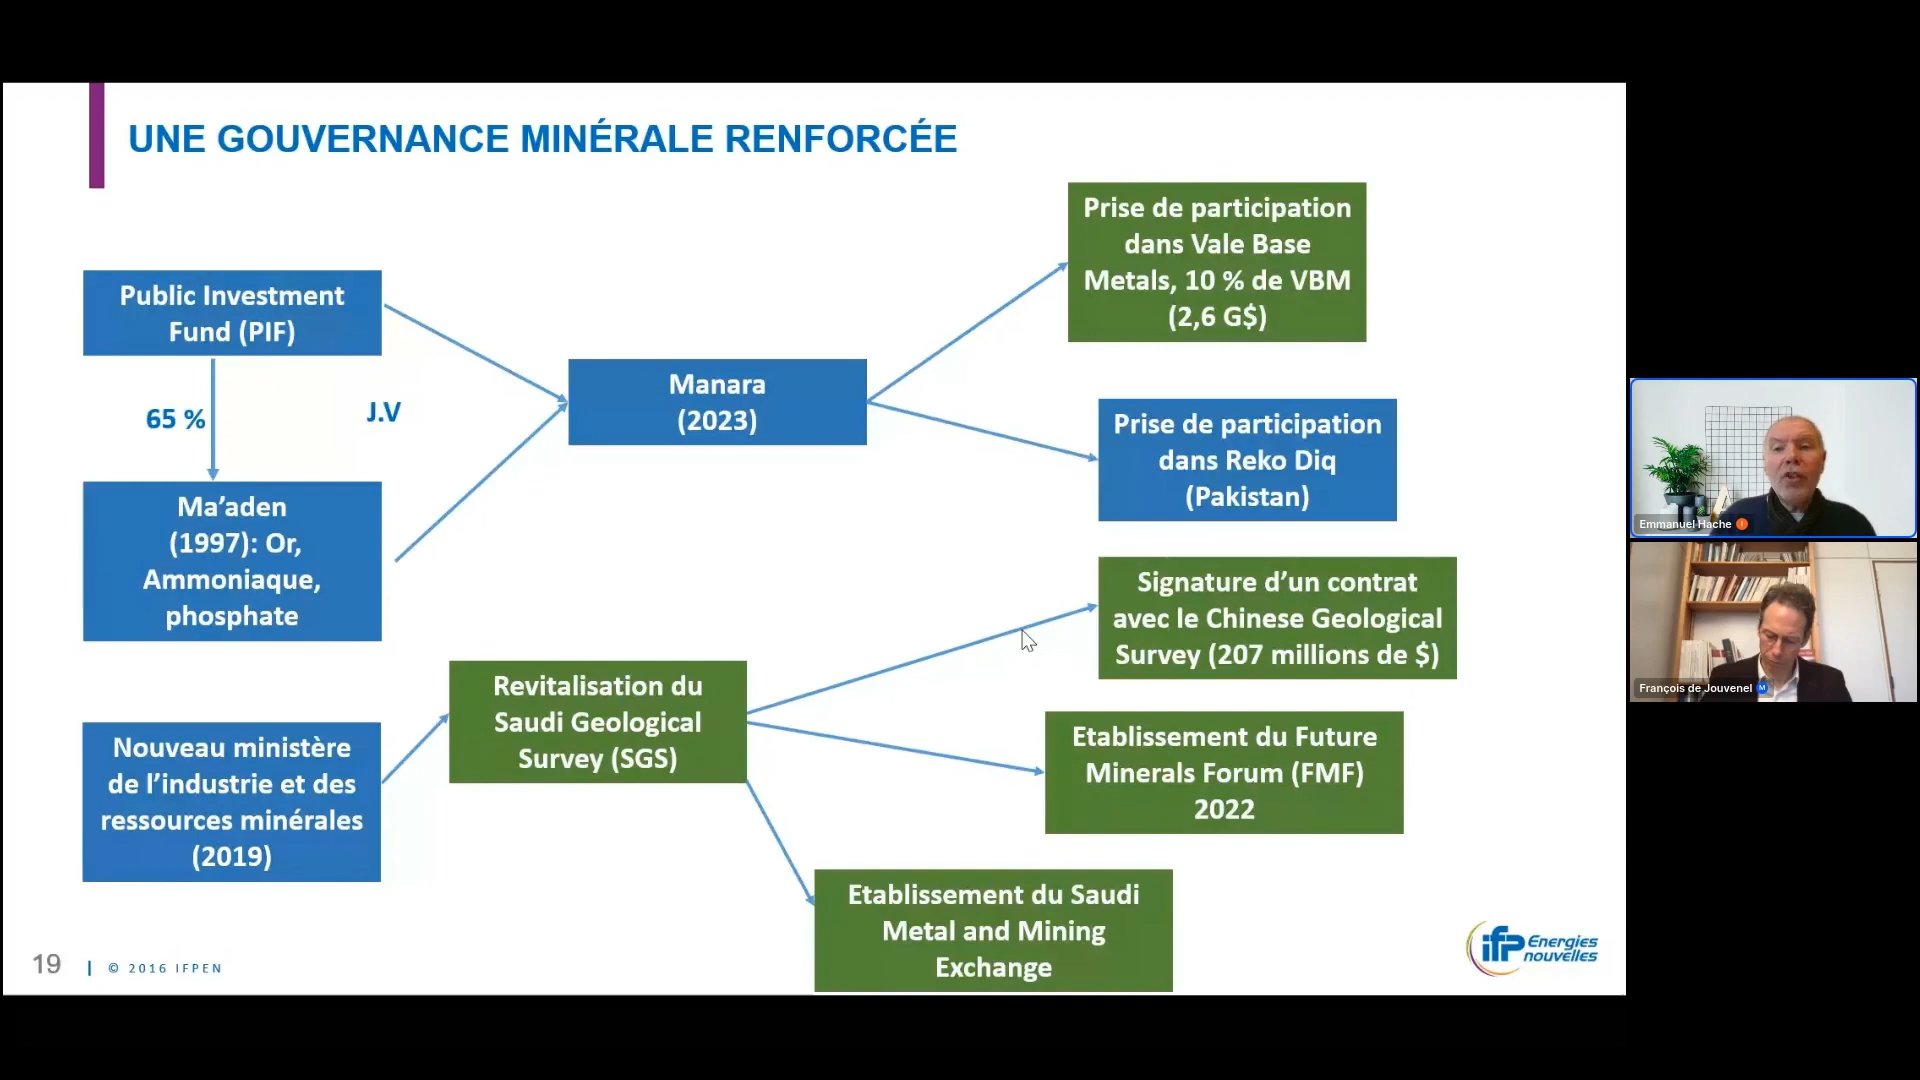 UNE GOUVERNANCE MINÉRALE RENFORCÉE
Public Investment
Fund (PIF)
65 %
J.V
Ma’aden
(1997): Or,
Ammoniaque,
phosphate
Manara
(2023)
Prise de participation
dans Vale Base
Metals, 10 % de VBM
(2,6 G$)
Prise de participation
dans Reko Diq
(Pakistan)
Nouveau ministère
de l’industrie et des
ressources minérales
(2019)
Revitalisation du
Saudi Geological
Survey (SGS)
Signature d’un contrat
avec le Chinese Geological
Survey (207 millions de $)
Etablissement du Future
Minerals Forum (FMF)
2022
Etablissement du Saudi
Metal and Mining
Exchange
19 | © 2016 IFPEN
ifp Energies
nouvelles
Emmanuel Hache
François de Jouvenel M